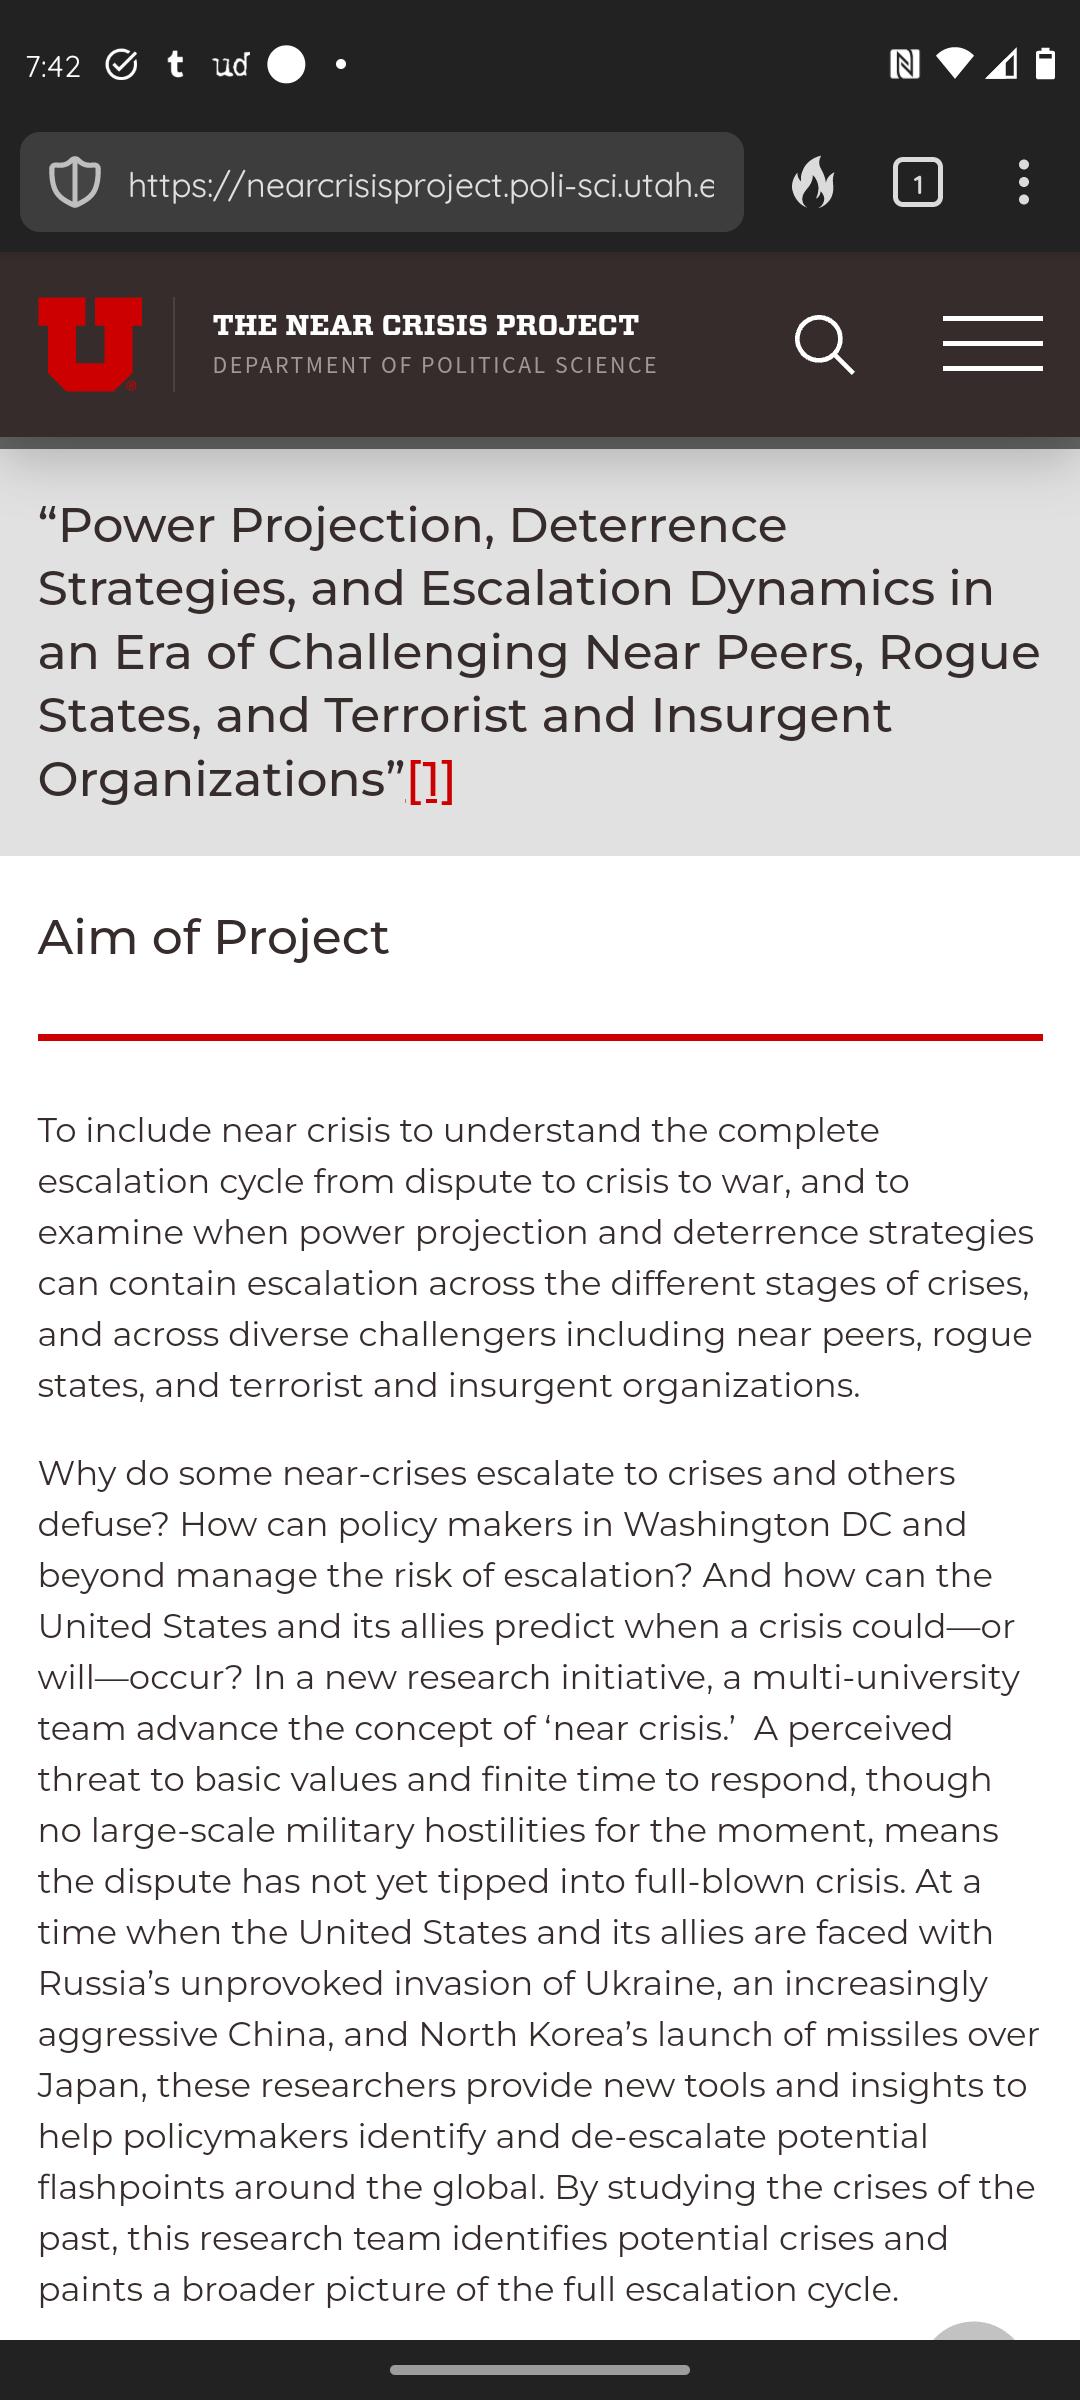 7:42 t ud
https://nearcrisisproject.poli-sci.utah.e
1
U
THE NEAR CRISIS PROJECT
DEPARTMENT OF POLITICAL SCIENCE
“Power Projection, Deterrence
Strategies, and Escalation Dynamics in
an Era of Challenging Near Peers, Rogue
States, and Terrorist and Insurgent
Organizations”[1]
Aim of Project
To include near crisis to understand the complete
escalation cycle from dispute to crisis to war, and to
examine when power projection and deterrence strategies
can contain escalation across the different stages of crises,
and across diverse challengers including near peers, rogue
states, and terrorist and insurgent organizations.
Why do some near-crises escalate to crises and others
defuse? How can policy makers in Washington DC and
beyond manage the risk of escalation? And how can the
United States and its allies predict when a crisis could—or
will—occur? In a new research initiative, a multi-university
team advance the concept of ‘near crisis.’  A perceived
threat to basic values and finite time to respond, though
no large-scale military hostilities for the moment, means
the dispute has not yet tipped into full-blown crisis. At a
time when the United States and its allies are faced with
Russia’s unprovoked invasion of Ukraine, an increasingly
aggressive China, and North Korea’s launch of missiles over
Japan, these researchers provide new tools and insights to
help policymakers identify and de-escalate potential
flashpoints around the global. By studying the crises of the
past, this research team identifies potential crises and
paints a broader picture of the full escalation cycle.